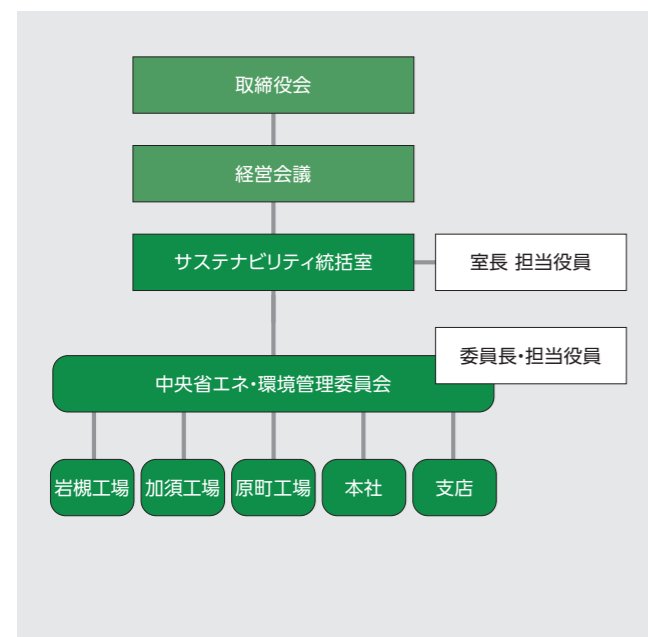 取締役会
経営会議
サステナビリティ統括室
室長 担当役員
委員長・担当役員
中央省エネ・環境管理委員会
岩槻工場
加須工場
原町工場
本社
支店